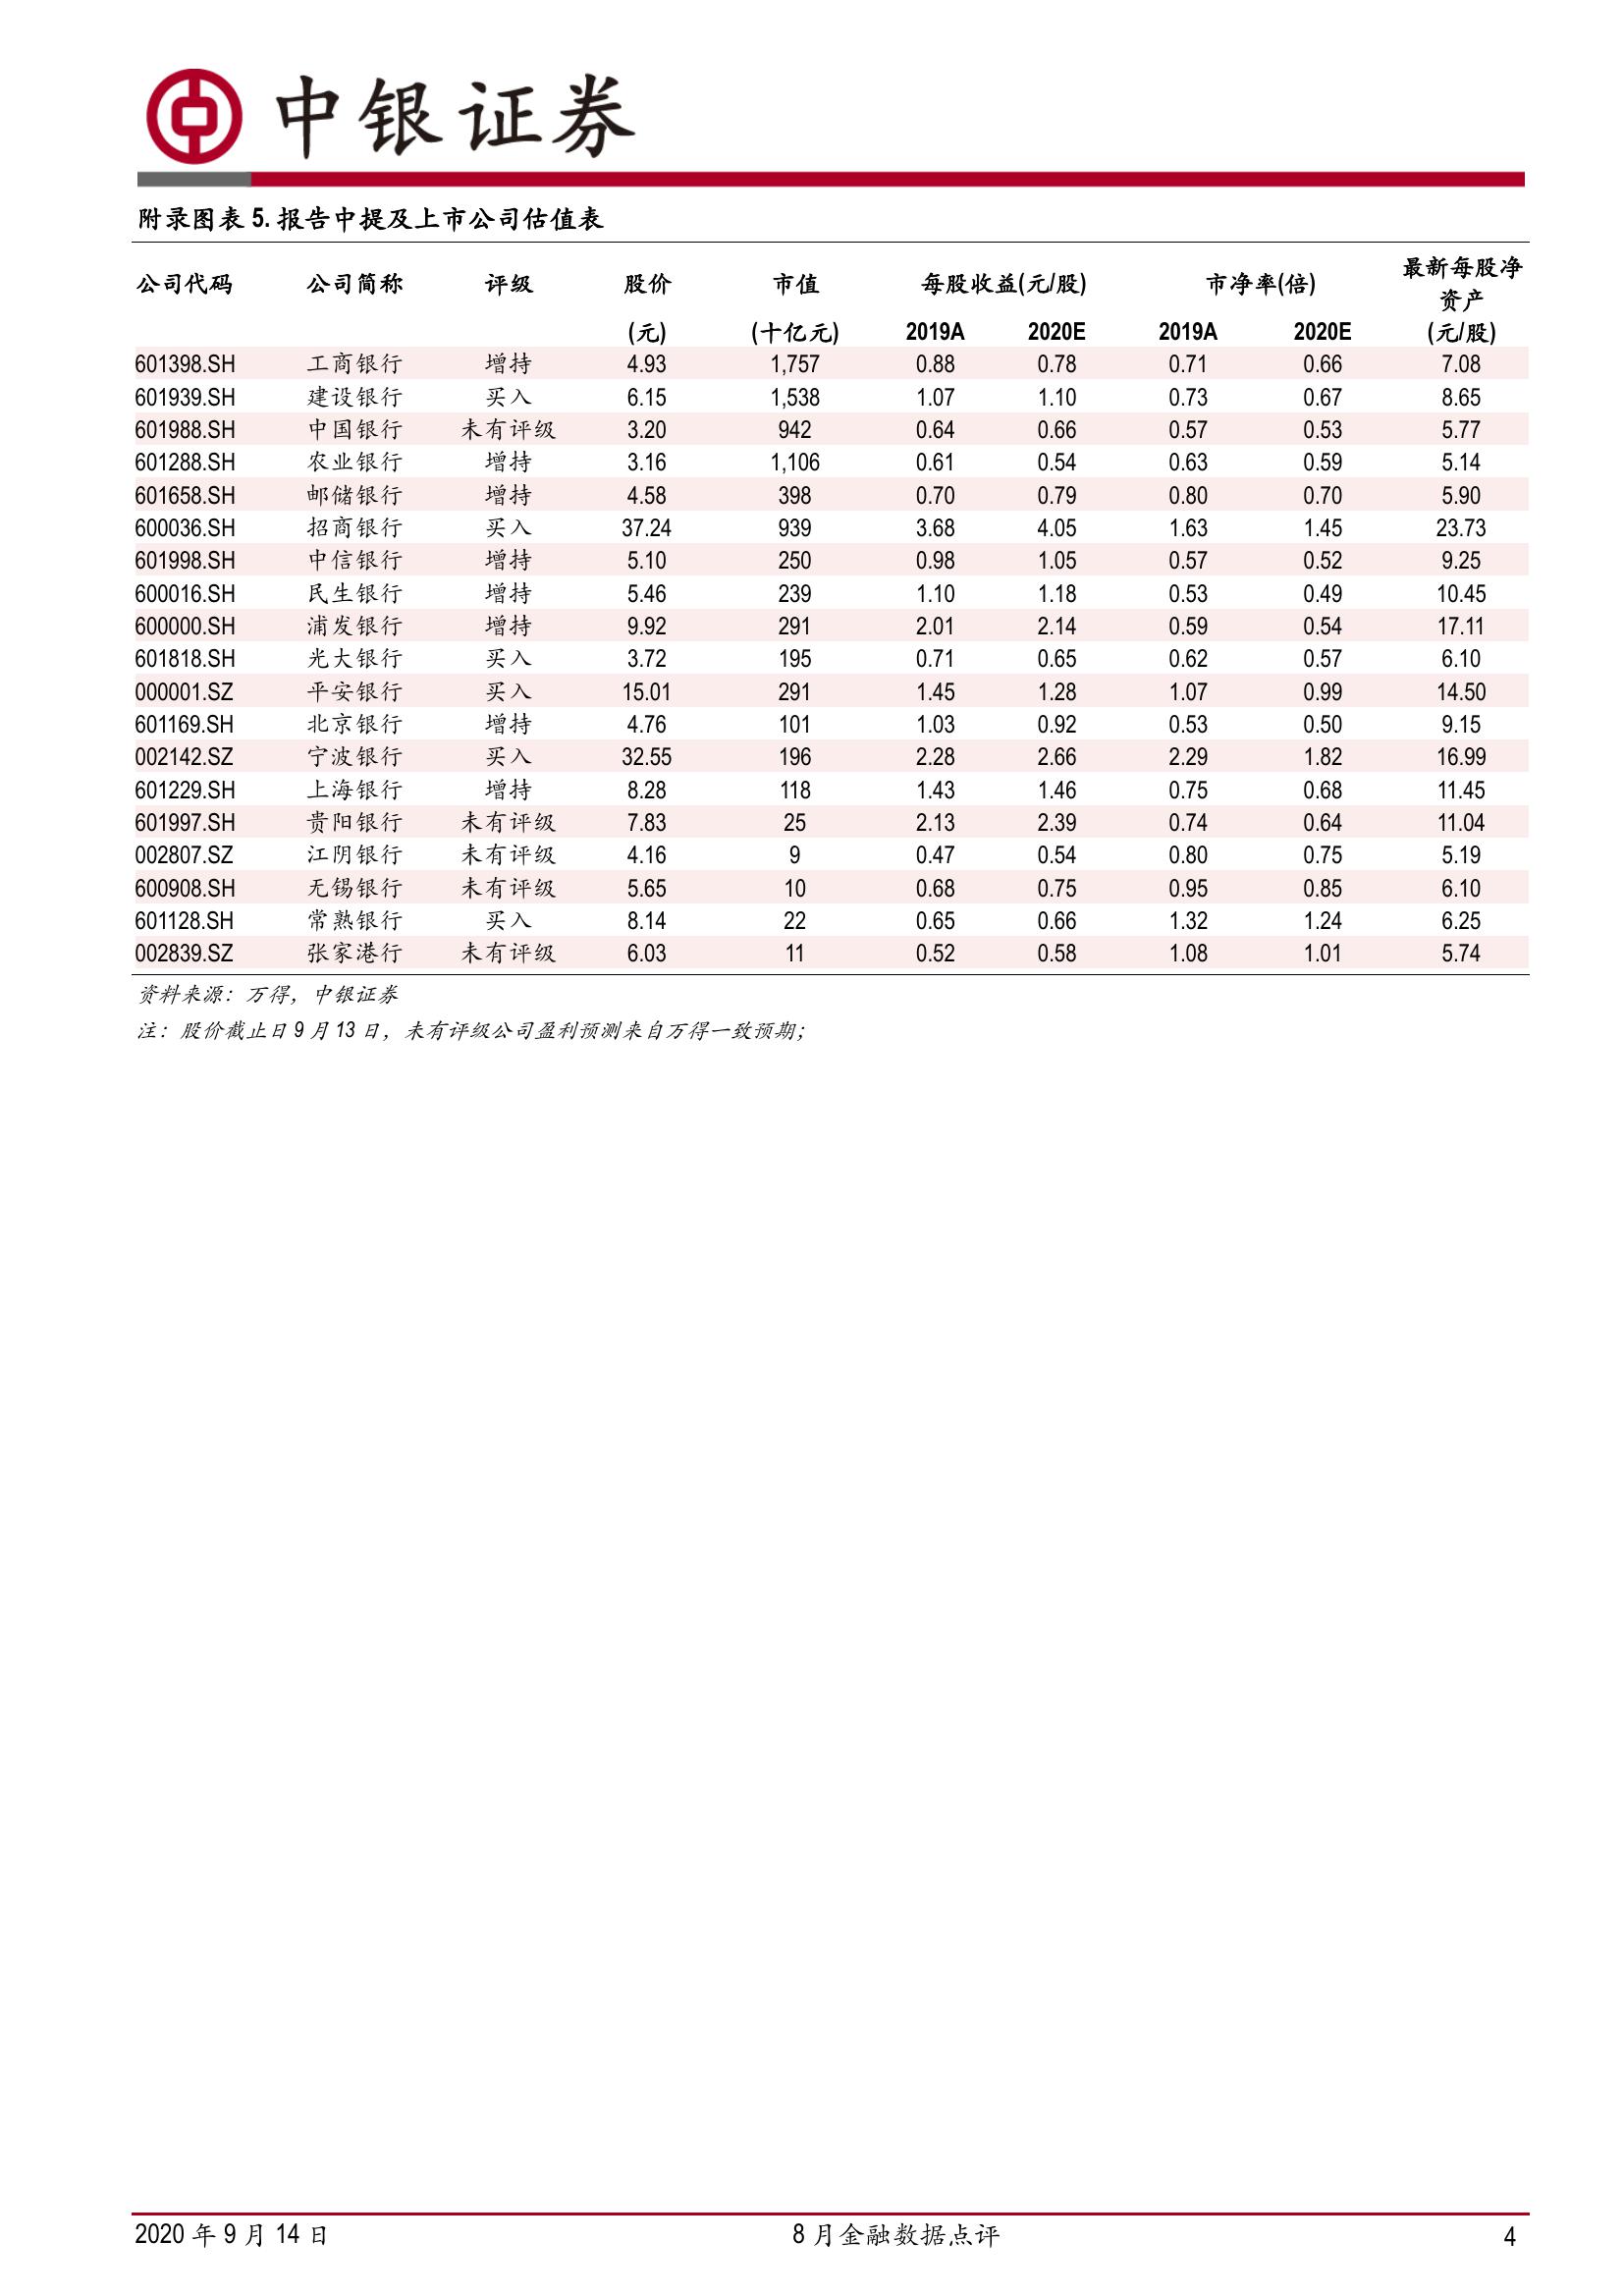 中银证券
附录图表 5. 报告中提及上市公司估值表
公司代码 公司简称 评级 股价 市值 每股收益(元/股) 市净率(倍) 最新每股净
资产
(元) (十亿元) 2019A 2020E 2019A 2020E (元/股)
601398.SH 工商银行 增持 4.93 1,757 0.88 0.78 0.71 0.66 7.08
601939.SH 建设银行 买入 6.15 1,538 1.07 1.10 0.73 0.67 8.65
601988.SH 中国银行 未有评级 3.20 942 0.64 0.66 0.57 0.53 5.77
601288.SH 农业银行 增持 3.16 1,106 0.61 0.54 0.63 0.59 5.14
601658.SH 邮储银行 增持 4.58 398 0.70 0.79 0.80 0.70 5.90
600036.SH 招商银行 买入 37.24 939 3.68 4.05 1.63 1.45 23.73
601998.SH 中信银行 增持 5.10 250 0.98 1.05 0.57 0.52 9.25
600016.SH 民生银行 增持 5.46 239 1.10 1.18 0.53 0.49 10.45
600000.SH 浦发银行 增持 9.92 291 2.01 2.14 0.59 0.54 17.11
601818.SH 光大银行 买入 3.72 195 0.71 0.65 0.62 0.57 6.10
000001.SZ 平安银行 买入 15.01 291 1.45 1.28 1.07 0.99 14.50
601169.SH 北京银行 增持 4.76 101 1.03 0.92 0.53 0.50 9.15
002142.SZ 宁波银行 买入 32.55 196 2.28 2.66 2.29 1.82 16.99
601229.SH 上海银行 增持 8.28 118 1.43 1.46 0.75 0.68 11.45
601997.SH 贵阳银行 未有评级 7.83 25 2.13 2.39 0.74 0.64 11.04
002807.SZ 江阴银行 未有评级 4.16 9 0.47 0.54 0.80 0.75 5.19
600908.SH 无锡银行 未有评级 5.65 10 0.68 0.75 0.95 0.85 6.10
601128.SH 常熟银行 买入 8.14 22 0.65 0.66 1.32 1.24 6.25
002839.SZ 张家港行 未有评级 6.03 11 0.52 0.58 1.08 1.01 5.74
资料来源：万得，中银证券
注：股价截止日 9 月 13 日，未有评级公司盈利预测来自万得一致预期；
2020 年 9 月 14 日 8 月金融数据点评 4